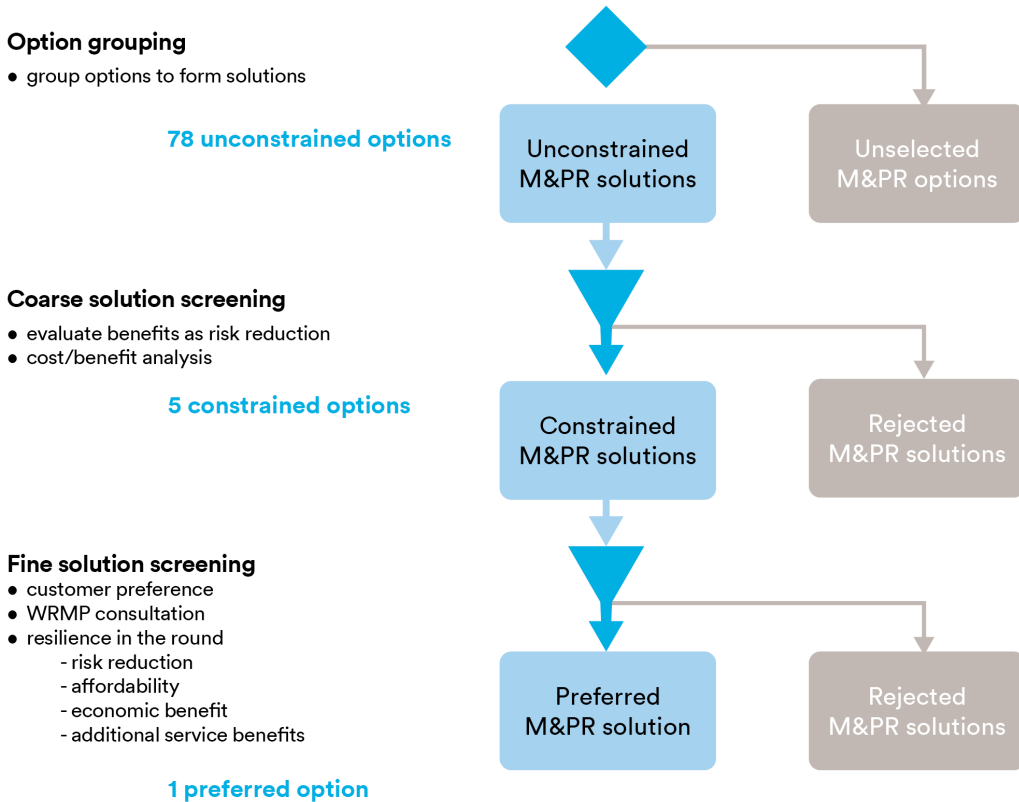 Option grouping
● group options to form solutions
78 unconstrained options
Unconstrained
M&PR solutions
Unselected
M&PR options
Coarse solution screening
● evaluate benefits as risk reduction
● cost/benefit analysis
5 constrained options
Constrained
M&PR solutions
Rejected
M&PR solutions
Fine solution screening
● customer preference
● WRMP consultation
● resilience in the round
- risk reduction
- affordability
- economic benefit
- additional service benefits
1 preferred option
Preferred
M&PR solution
Rejected
M&PR solutions